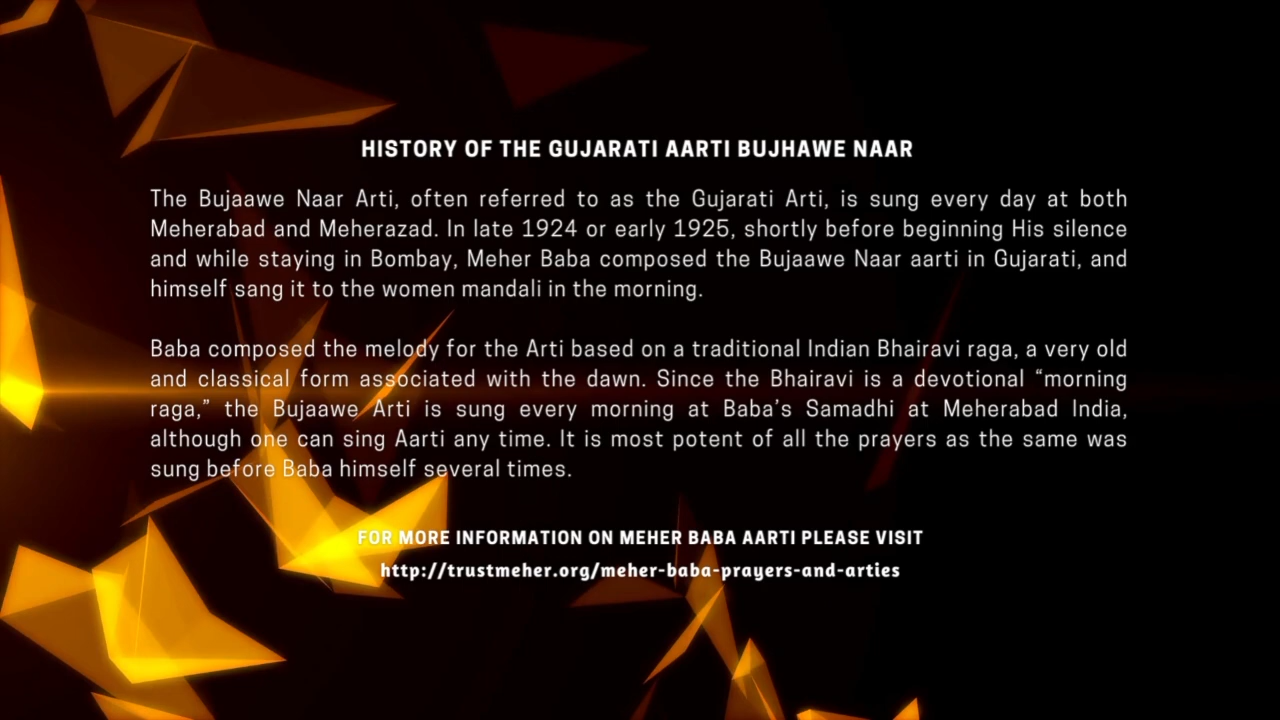 HISTORY OF THE GUJARATI AARTI BUJHAWE NAAR
The Bujaawe Naar Arti, often referred to as the Gujarati Arti, is sung every day at both
Meherabad and Meherazad. In late 1924 or early 1925, shortly before beginning His silence
and while staying in Bombay, Meher Baba composed the Bujaawe Naar aarti in Gujarati, and
himself sang it to the women mandali in the morning.
Baba composed the melody for the Arti based on a traditional Indian Bhairavi raga, a very old
and classical form associated with the dawn. Since the Bhairavi is a devotional “morning
raga,” the Bujaawe Arti is sung every morning at Baba’s Samadhi at Meherabad India,
although one can sing Aarti any time. It is most potent of all the prayers as the same was
sung before Baba himself several times.
FOR MORE INFORMATION ON MEHER BABA AARTI PLEASE VISIT
http://trustmeher.org/meher-baba-prayers-and-arties